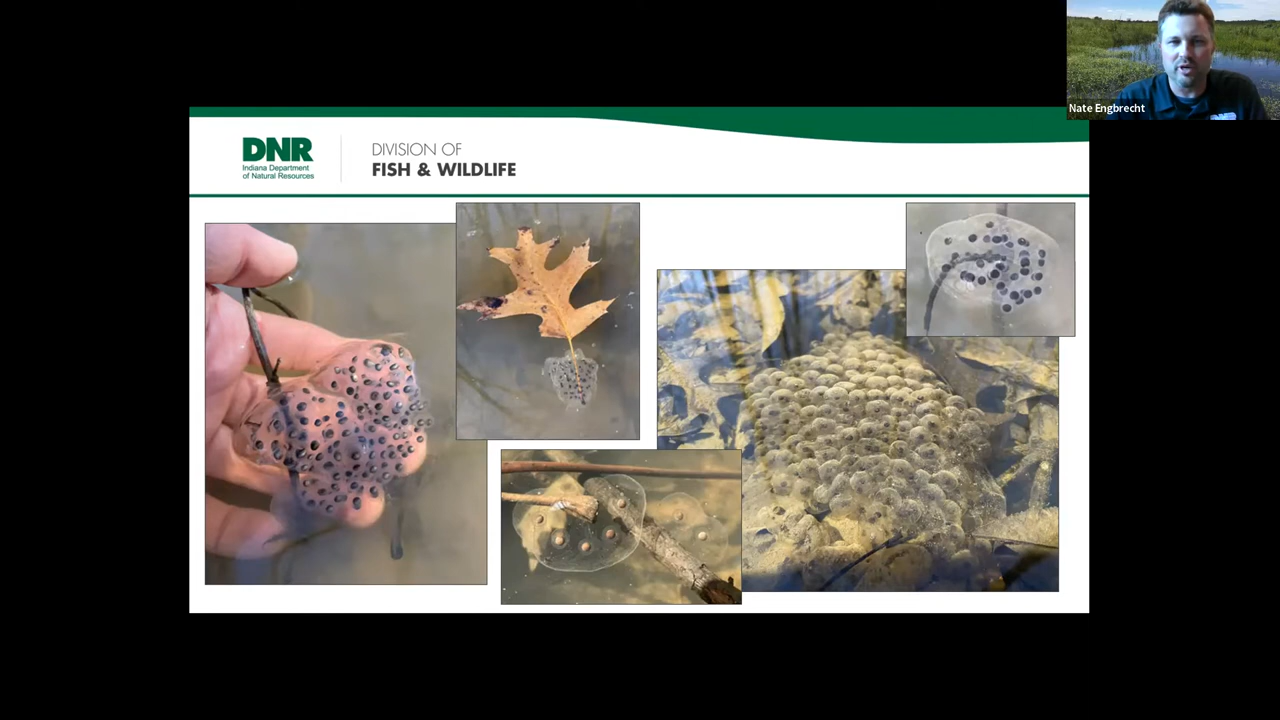 Nate Engbrecht
DNR
Indiana Department
of Natural Resources
DIVISION OF
FISH & WILDLIFE